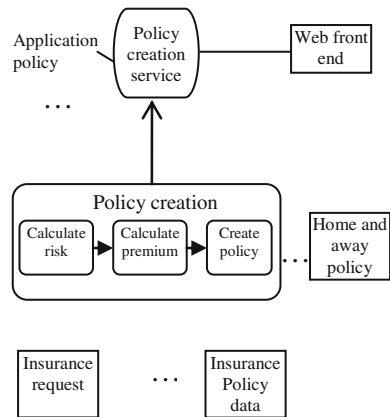 Application
policy
Policy
creation
service
Web front
end
...
Policy creation
Calculate
risk
Calculate
premium
Create
policy
...
Home and
away
policy
Insurance
request
...
Insurance
Policy
data